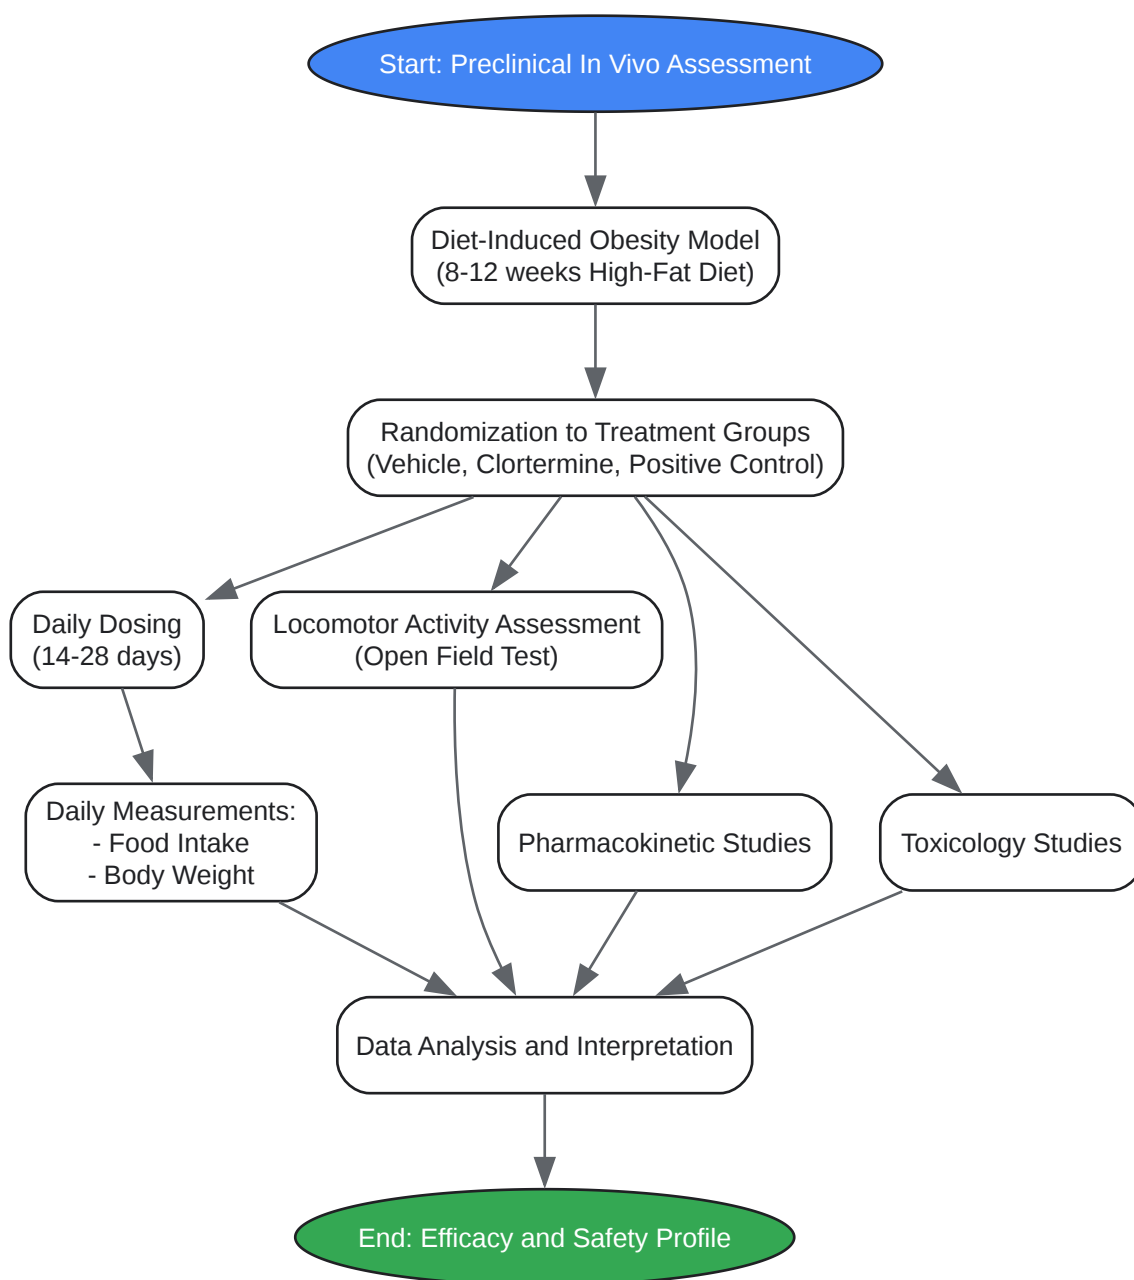 Start: Preclinical In Vivo Assessment
Diet-Induced Obesity Model
(8-12 weeks High-Fat Diet)
Randomization to Treatment Groups
(Vehicle, Clortermine, Positive Control)
Daily Dosing
(14-28 days)
Locomotor Activity Assessment
(Open Field Test)
Daily Measurements:
- Food Intake
- Body Weight
Pharmacokinetic Studies
Toxicology Studies
Data Analysis and Interpretation
End: Efficacy and Safety Profile